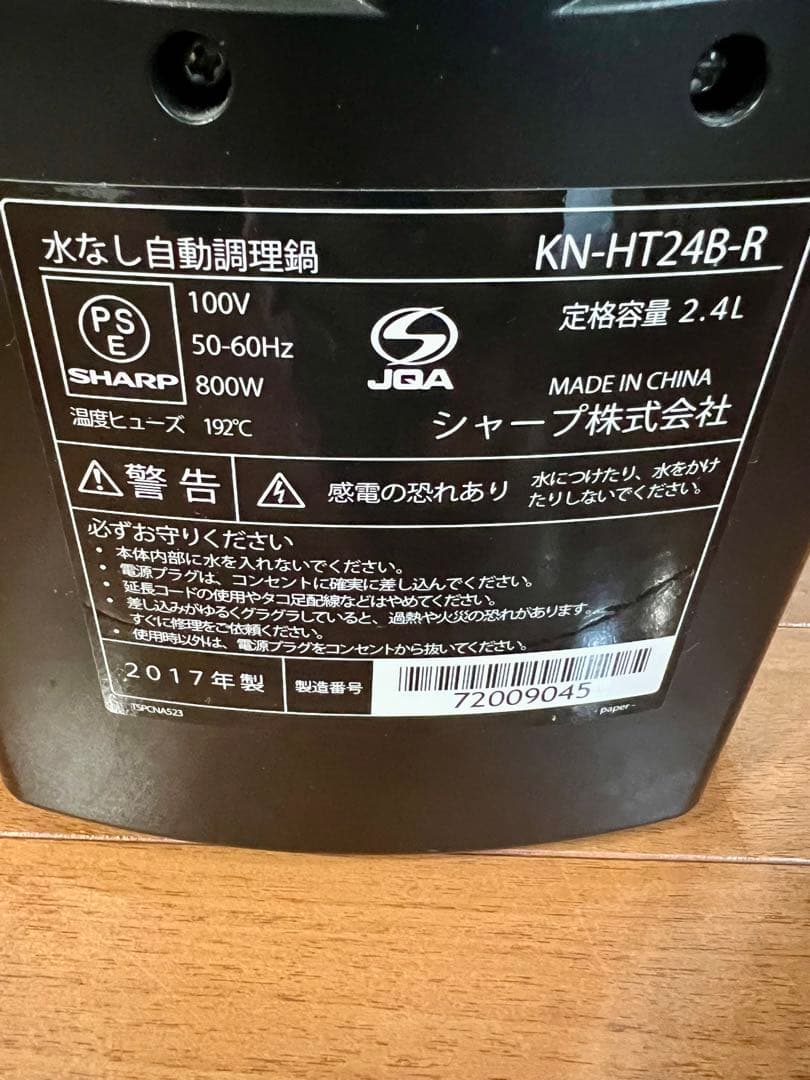 水なし自動調理鍋 KN-HT24B-R
PS
E
SHARP
100V
50-60Hz
800W
JQA
定格容量 2.4L
MADE IN CHINA
温度ヒューズ 192℃
シャープ株式会社
警告
感電の恐れあり
水につけたり、水をかけ
たりしないでください。
必ずお守りください
・本体内部に水を入れないでください。
・電源プラグは、コンセントに確実に差し込んでください。
・延長コードの使用やタコ足配線などはやめてください。
・差し込みがゆるくグラグラしていると、過熱や火災の恐れがあります。
すぐに修理をご依頼ください。
・使用時以外は、電源プラグをコンセントから抜いてください。
2017年製
製造番号
72009045
TSPCNA523
- paper -